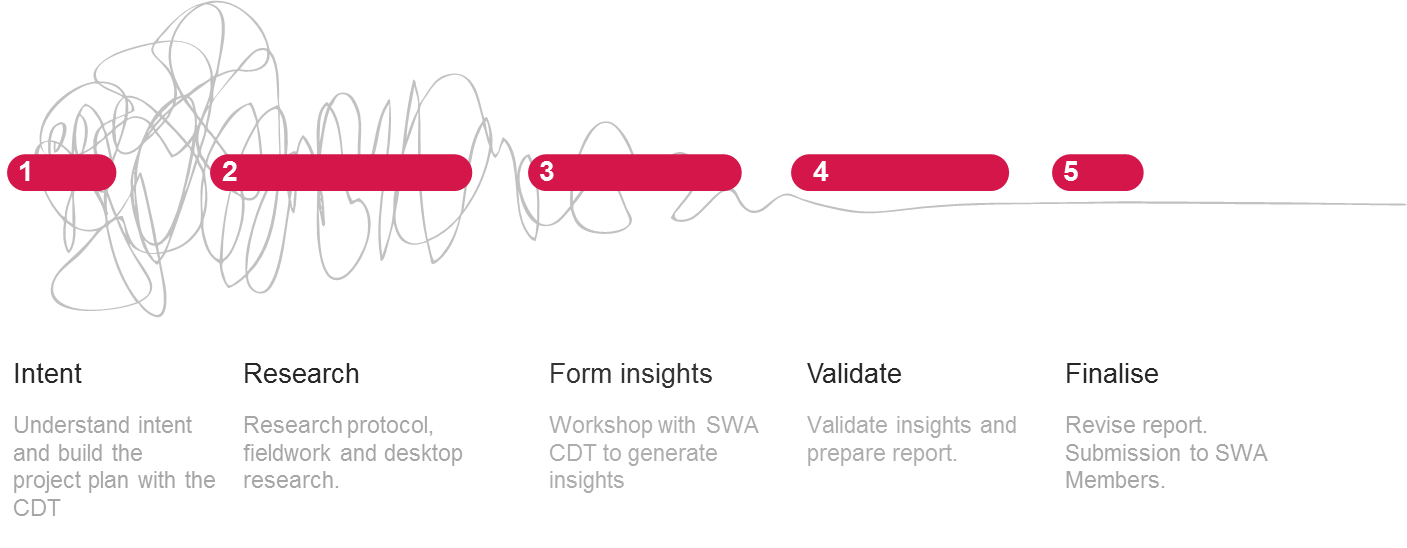 1
2
3
4
5
Intent
Understand intent
and build the
project plan with the
CDT
Research
Research protocol,
fieldwork and desktop
research.
Form insights
Workshop with SWA
CDT to generate
insights
Validate
Validate insights and
prepare report.
Finalise
Revise report.
Submission to SWA
Members.